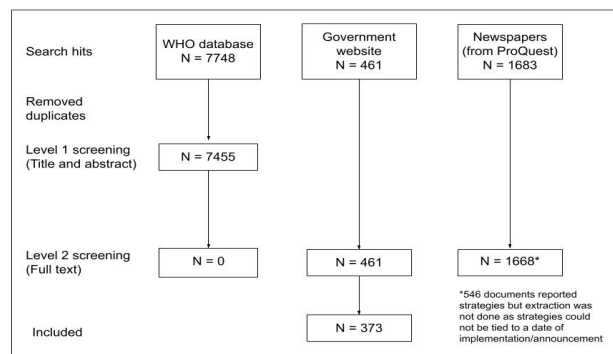 Search hits
WHO database
N = 7748
Government
website
N = 461
Newspapers
(from ProQuest)
N = 1683
Removed
duplicates
Level 1 screening
(Title and abstract)
N = 7455
Level 2 screening
(Full text)
N = 0
N = 461
N = 1668*
*546 documents reported
strategies but extraction was
not done as strategies could
not be tied to a date of
implementation/announcement
Included
N = 373